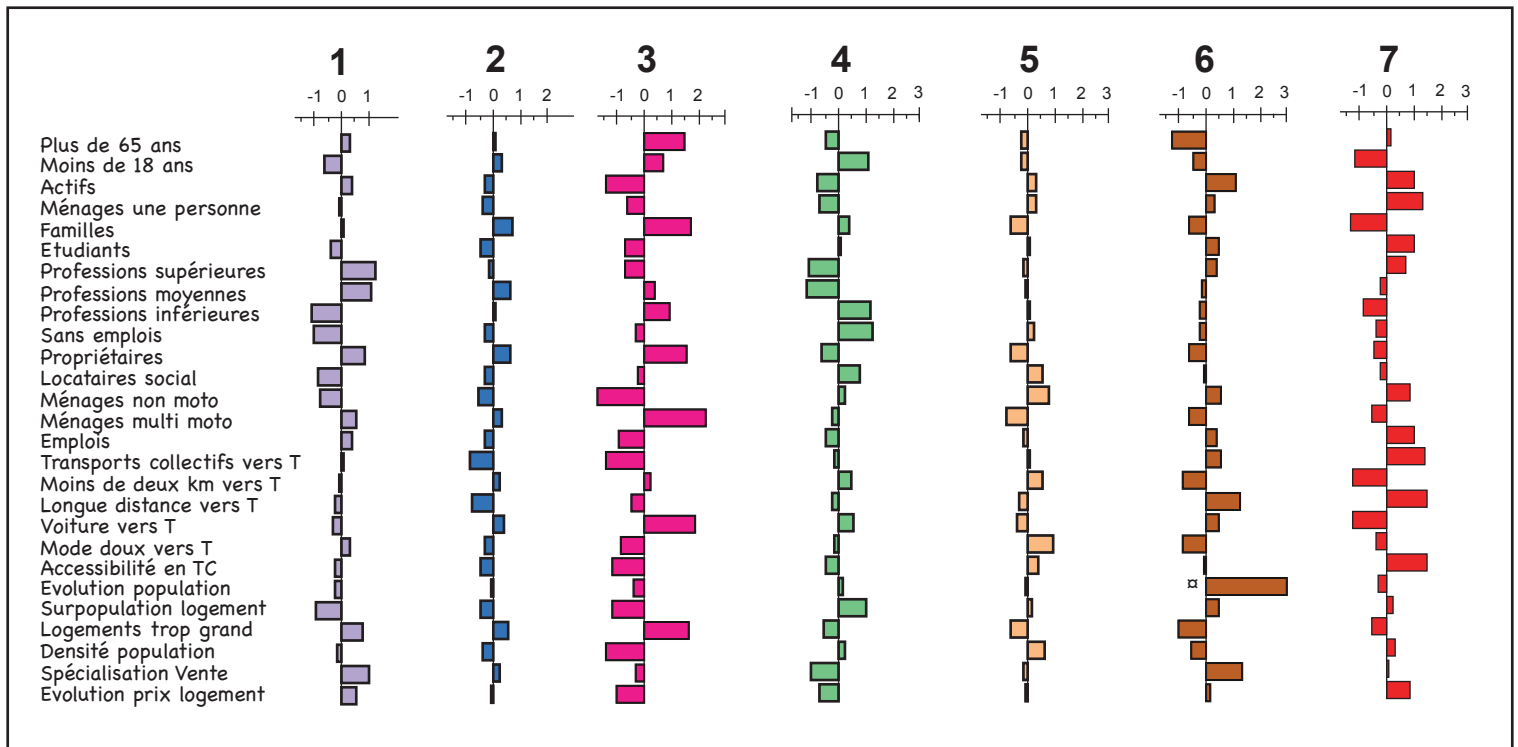 1 2 3 4 5 6 7
-1 0 1 -1 0 1 2 -1 0 1 2 -1 0 1 2 3 -1 0 1 2 3 -1 0 1 2 3 -1 0 1 2 3
Plus de 65 ans
Moins de 18 ans
Actifs
Ménages une personne
Familles
Etudiants
Professions supérieures
Professions moyennes
Professions inférieures
Sans emplois
Propriétaires
Locataires social
Ménages non moto
Ménages multi moto
Emplois
Transports collectifs vers T
Moins de deux km vers T
Longue distance vers T
Voiture vers T
Mode doux vers T
Accessibilité en TC
Evolution population ¤
Surpopulation logement
Logements trop grand
Densité population
Spécialisation Vente
Evolution prix logement